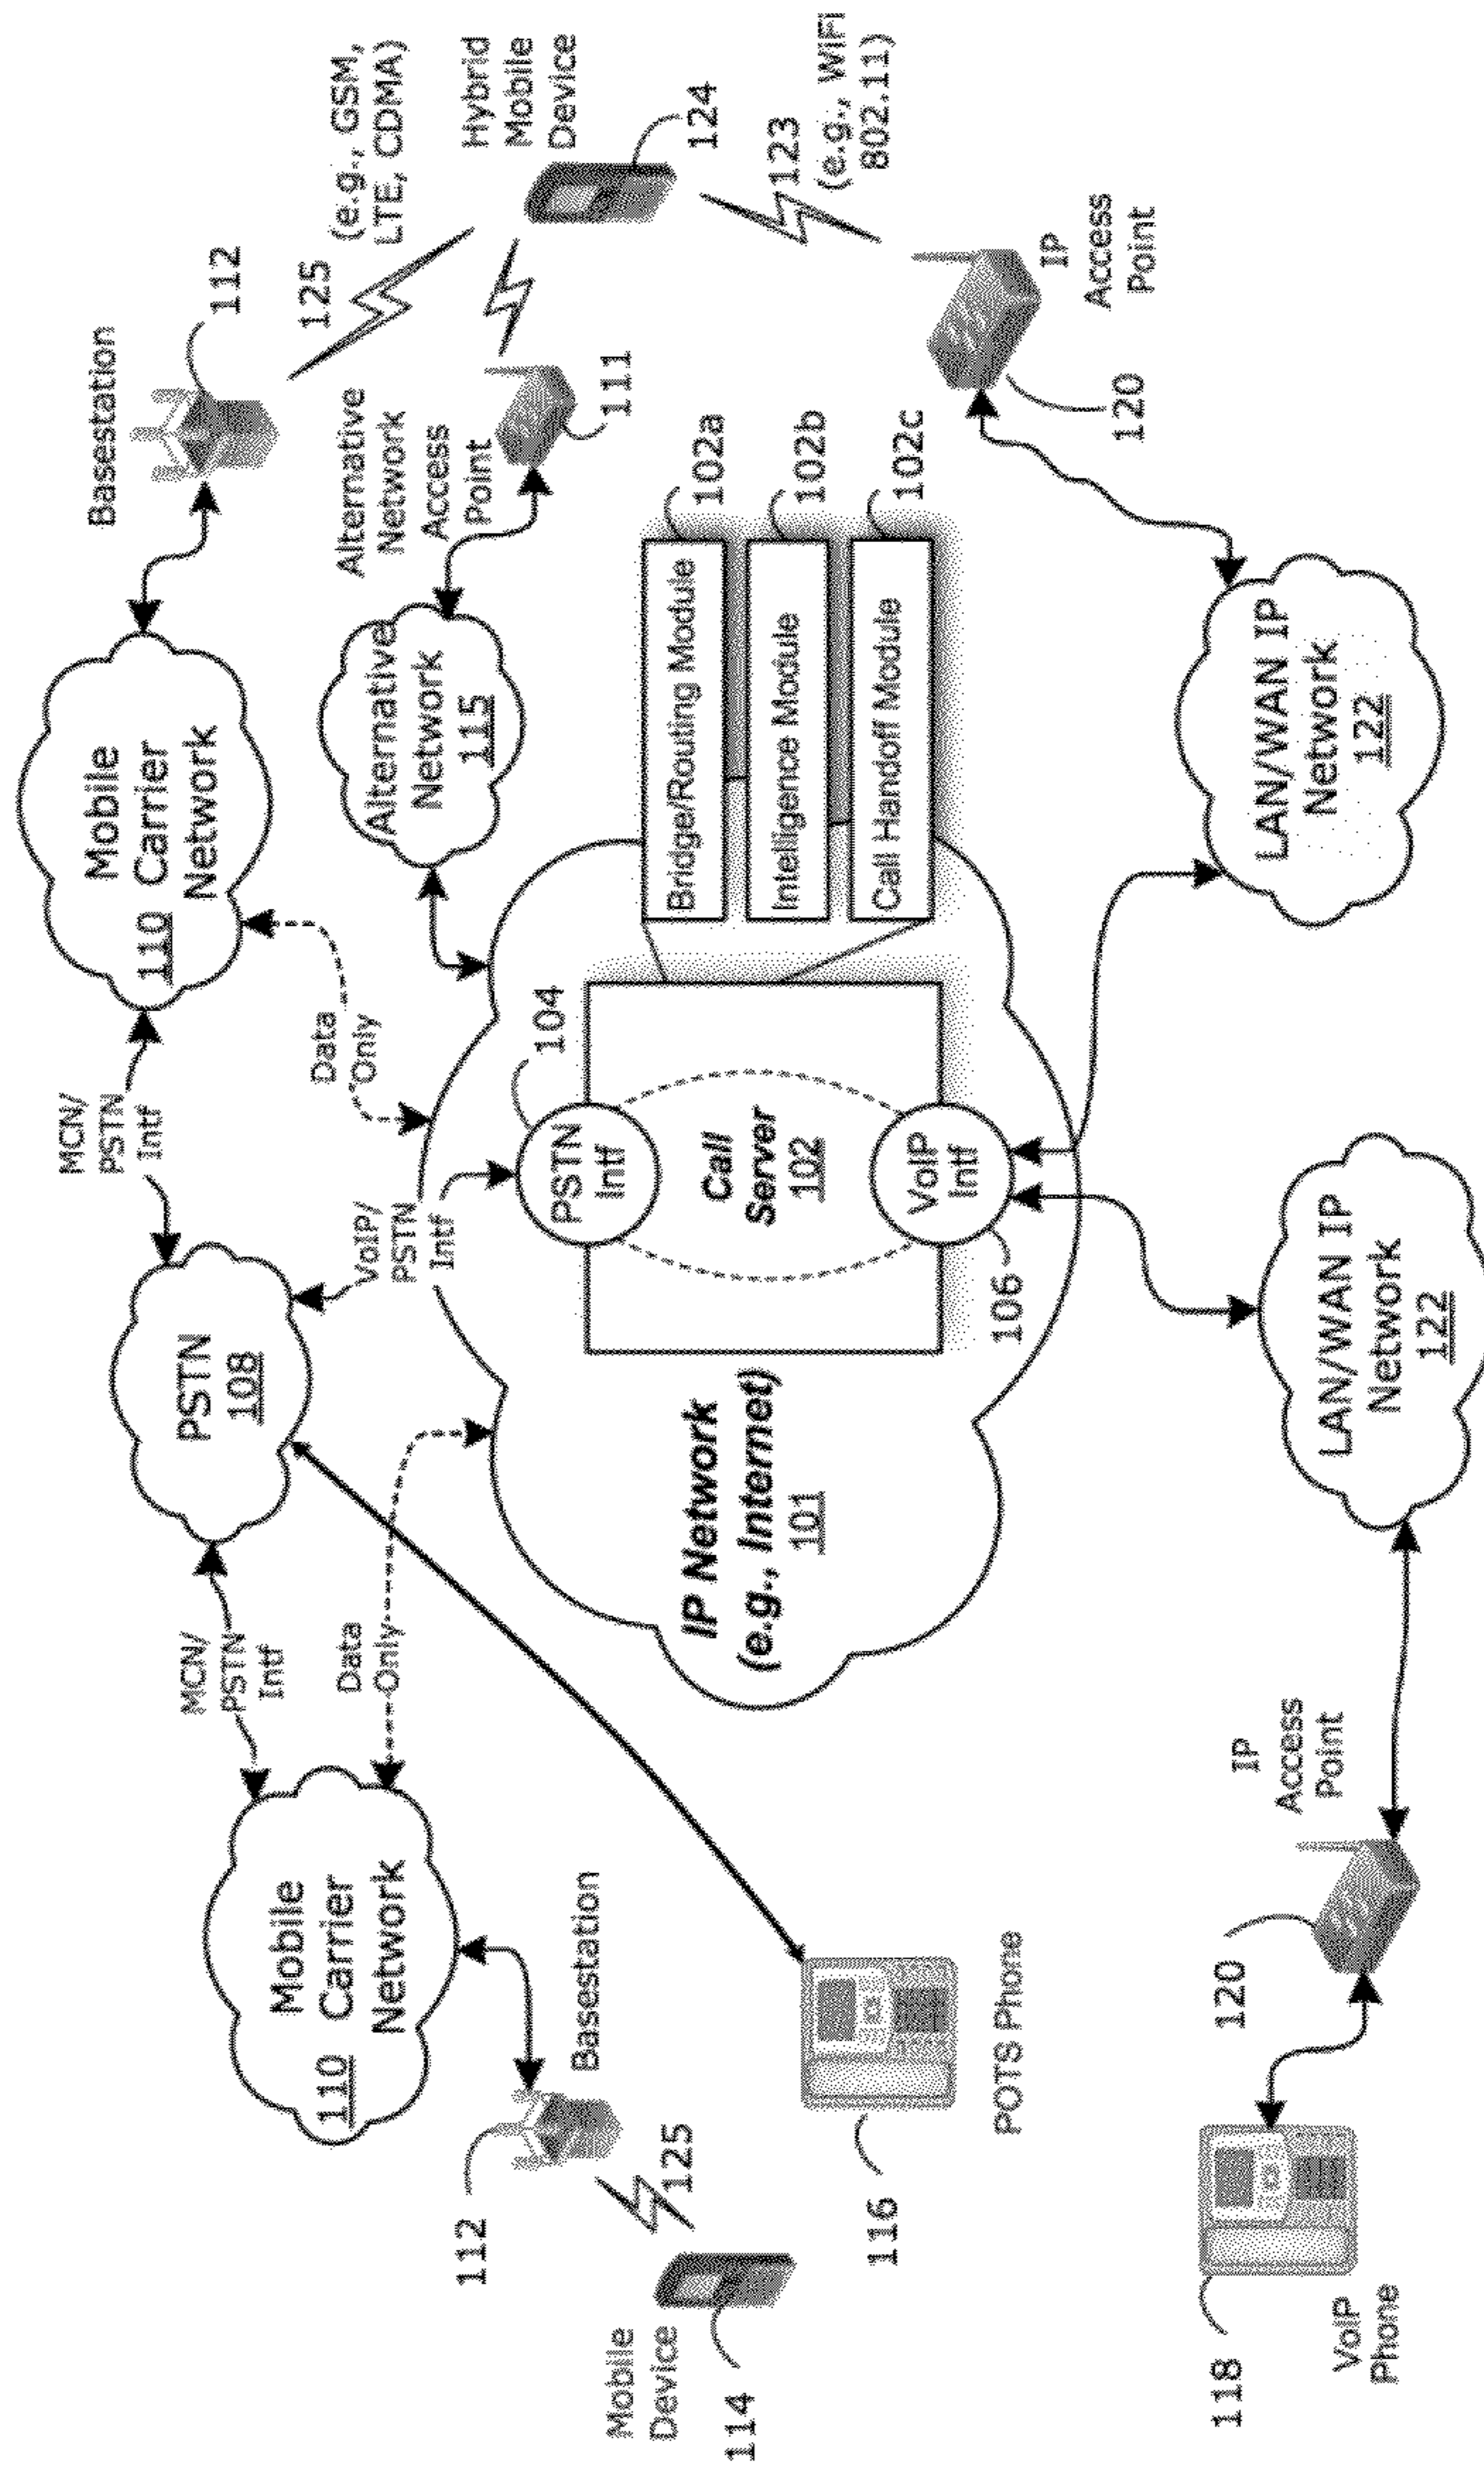 MCN/
PSTN
Intf
Mobile
Carrier
110
Network
Basestation
112
125
(e.g., GSM,
LTE, CDMA)
PSTN
108
MCN/
PSTN
Intf
Data
Only
Alternative
Network
115
Alternative
Network
Access
Point
111
Hybrid
Mobile
Device
124
Mobile
Carrier
110
Network
Data
Only
VoIP/
PSTN
Intf
104
PSTN
Intf
Call
Server
102
VoIP
Intf
106
Bridge/Routing Module
102a
Intelligence Module
102b
Call Handoff Module
102c
123
(e.g., WiFi
802.11)
112
Basestation
125
IP Network
(e.g., Internet)
101
IP
Access
Point
120
Mobile
Device
114
116
POTS Phone
LAN/WAN IP
Network
122
LAN/WAN IP
Network
122
IP
Access
Point
120
118
VoIP
Phone